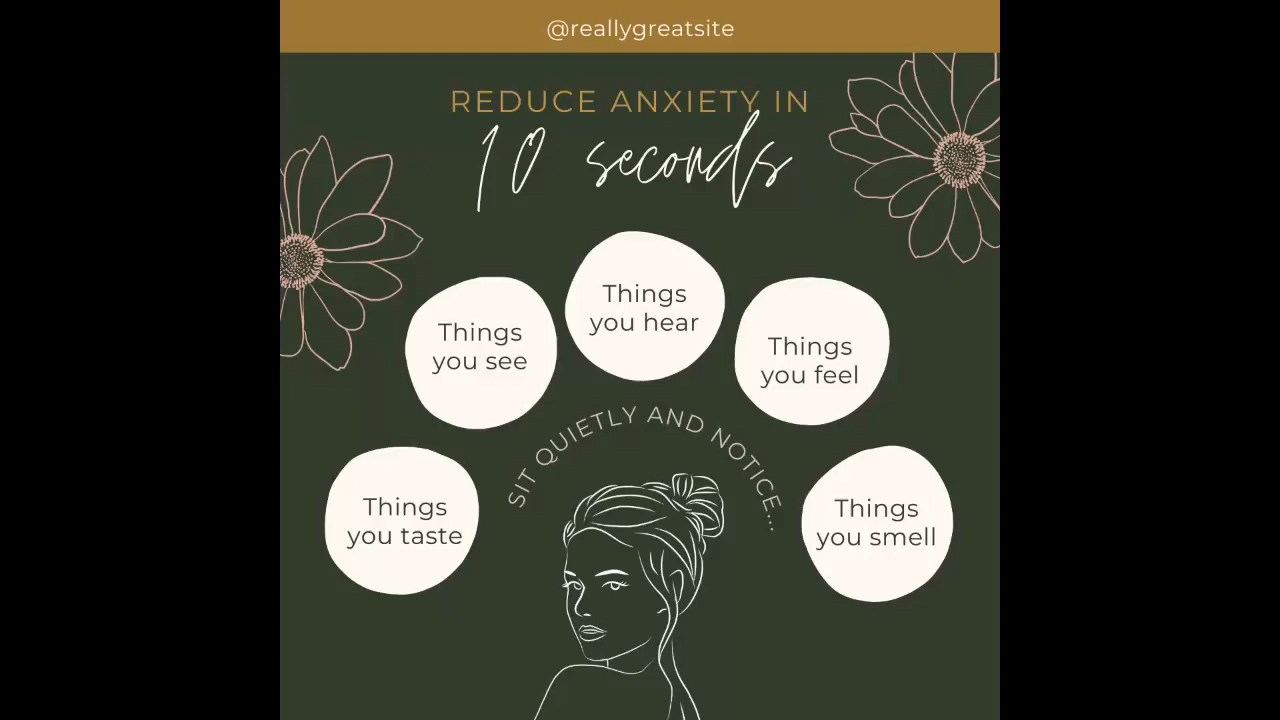 @reallygreatsite
REDUCE ANXIETY IN
10 seconds
Things
you hear
Things
you see
Things
you feel
SIT QUIETLY AND NOTICE...
Things
you taste
Things
you smell